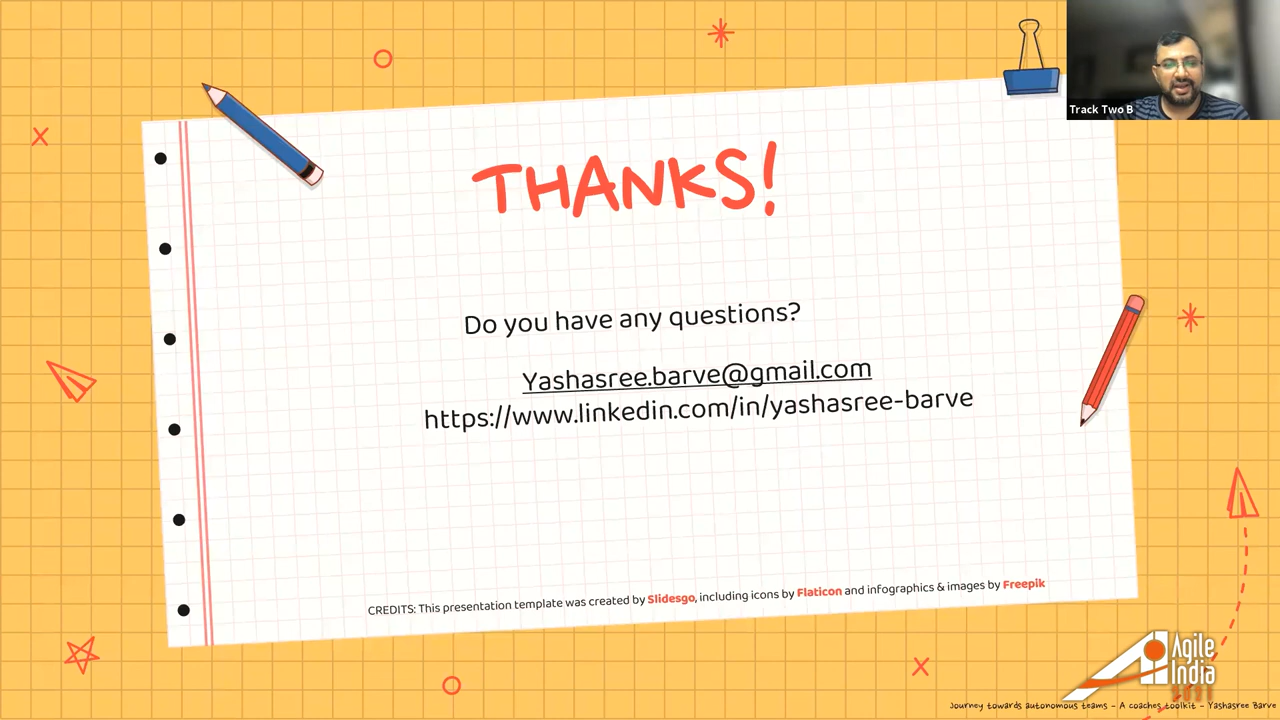 Track Two B
THANKS!
Do you have any questions?
Yashasree.barve@gmail.com
https://www.linkedin.com/in/yashasree-barve
CREDITS: This presentation template was created by Slidesgo, including icons by Flaticon and infographics & images by Freepik
Agile
India
2021
Journey towards autonomous teams - A coaches toolkit - Yashasree Barve